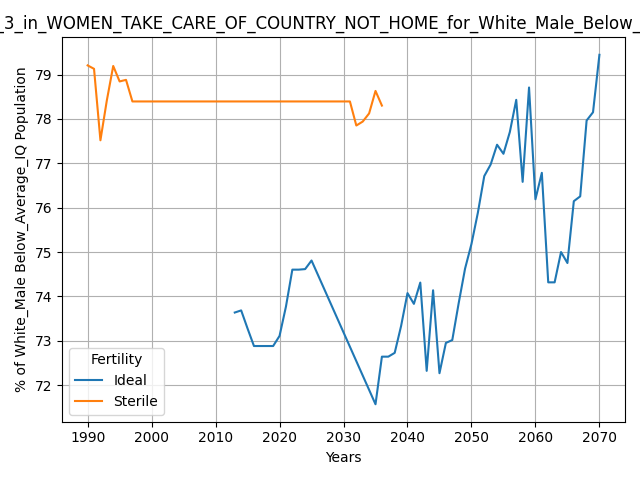 _3_in_WOMEN_TAKE_CARE_OF_COUNTRY_NOT_HOME_for_White_Male_Below_
% of White_Male Below_Average_IQ Population
79
78
77
76
75
74
73
72
Fertility
Ideal
Sterile
1990 2000 2010 2020 2030 2040 2050 2060 2070
Years